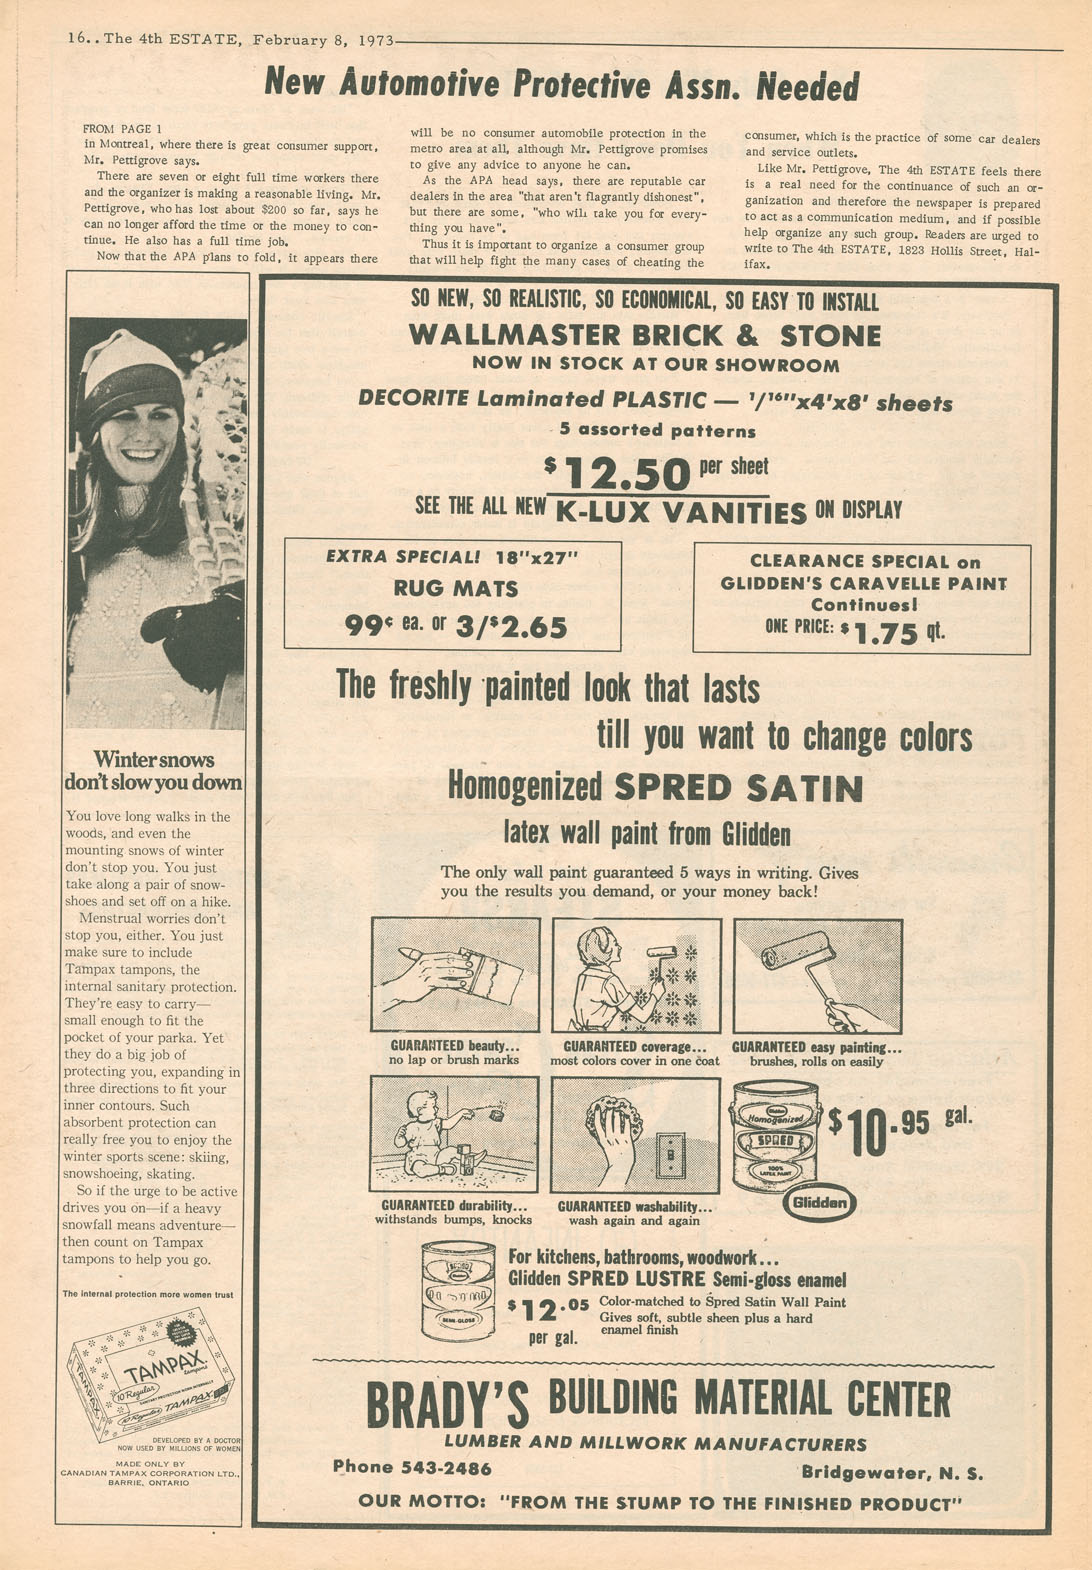 16..The 4th ESTATE, February 8, 1973
New Automotive Protective Assn. Needed
FROM PAGE 1
in Montreal, where there is great consumer support,
Mr. Pettigrove says.
There are seven or eight full time workers there
and the organizer is making a reasonable living. Mr.
Pettigrove, who has lost about $200 so far, says he
can no longer afford the time or the money to con-
tinue. He also has a full time job.
Now that the APA plans to fold, it appears there
will be no consumer automobile protection in the
metro area at all, although Mr. Pettigrove promises
to give any advice to anyone he can.
As the APA head says, there are reputable car
dealers in the area "that aren't flagrantly dishonest",
but there are some, "who will take you for every-
thing you have".
Thus it is important to organize a consumer group
that will help fight the many cases of cheating the
consumer, which is the practice of some car dealers
and service outlets.
Like Mr. Pettigrove, The 4th ESTATE feels there
is a real need for the continuance of such an or-
ganization and therefore the newspaper is prepared
to act as a communication medium, and if possible
help organize any such group. Readers are urged to
write to The 4th ESTATE, 1823 Hollis Street, Hal-
ifax.
Winter snows
don't slow you down
You love long walks in the
woods, and even the
mounting snows of winter
don't stop you. You just
take along a pair of snow-
shoes and set off on a hike.
Menstrual worries don't
stop you, either. You just
make sure to include
Tampax tampons, the
internal sanitary protection.
They're easy to carry—
small enough to fit the
pocket of your parka. Yet
they do a big job of
protecting you, expanding in
three directions to fit your
inner contours. Such
absorbent protection can
really free you to enjoy the
winter sports scene: skiing,
snowshoeing, skating.
So if the urge to be active
drives you on—if a heavy
snowfall means adventure—
then count on Tampax
tampons to help you go.
The internal protection more women trust
TAMPAX
tampons
10 Regular
SANITARY PROTECTION WORN INTERNALLY
10 Regular TAMPAX
TAMPAX
DEVELOPED BY A DOCTOR
NOW USED BY MILLIONS OF WOMEN
MADE ONLY BY
CANADIAN TAMPAX CORPORATION LTD.,
BARRIE, ONTARIO
SO NEW, SO REALISTIC, SO ECONOMICAL, SO EASY TO INSTALL
WALLMASTER BRICK & STONE
NOW IN STOCK AT OUR SHOWROOM
DECORITE Laminated PLASTIC — 1/16"x4'x8' sheets
5 assorted patterns
$12.50 per sheet
SEE THE ALL NEW K-LUX VANITIES ON DISPLAY
EXTRA SPECIAL! 18"x27"
RUG MATS
99¢ ea. or 3/$2.65
CLEARANCE SPECIAL on
GLIDDEN'S CARAVELLE PAINT
Continues!
ONE PRICE: $1.75 qt.
The freshly painted look that lasts
till you want to change colors
Homogenized SPRED SATIN
latex wall paint from Glidden
The only wall paint guaranteed 5 ways in writing. Gives
you the results you demand, or your money back!
GUARANTEED beauty...
no lap or brush marks
GUARANTEED coverage...
most colors cover in one coat
GUARANTEED easy painting...
brushes, rolls on easily
GUARANTEED durability...
withstands bumps, knocks
GUARANTEED washability...
wash again and again
Glidden
Homogenized
SPRED
100%
LATEX PAINT
Glidden
$10.95 gal.
SPRED
SEMI-GLOSS
For kitchens, bathrooms, woodwork...
Glidden SPRED LUSTRE Semi-gloss enamel
$12.05
per gal.
Color-matched to Spred Satin Wall Paint
Gives soft, subtle sheen plus a hard
enamel finish
BRADY'S BUILDING MATERIAL CENTER
LUMBER AND MILLWORK MANUFACTURERS
Phone 543-2486
Bridgewater, N. S.
OUR MOTTO: "FROM THE STUMP TO THE FINISHED PRODUCT"